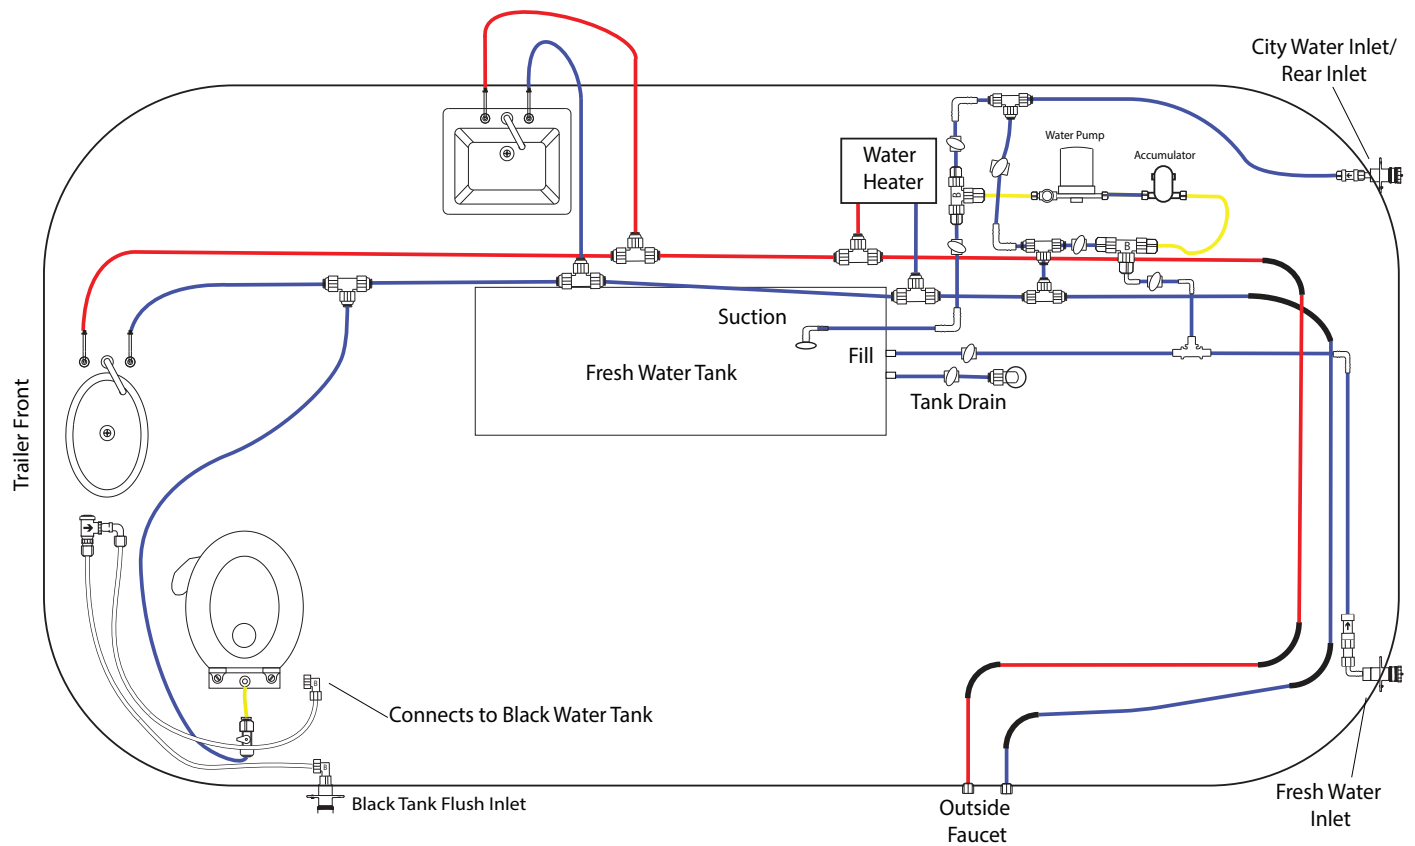 City Water Inlet/
Rear Inlet
Water Pump
Accumulator
Water
Heater
B
B
Suction
Fill
Fresh Water Tank
Tank Drain
Trailer Front
B
Connects to Black Water Tank
B
Black Tank Flush Inlet
Outside
Faucet
Fresh Water
Inlet